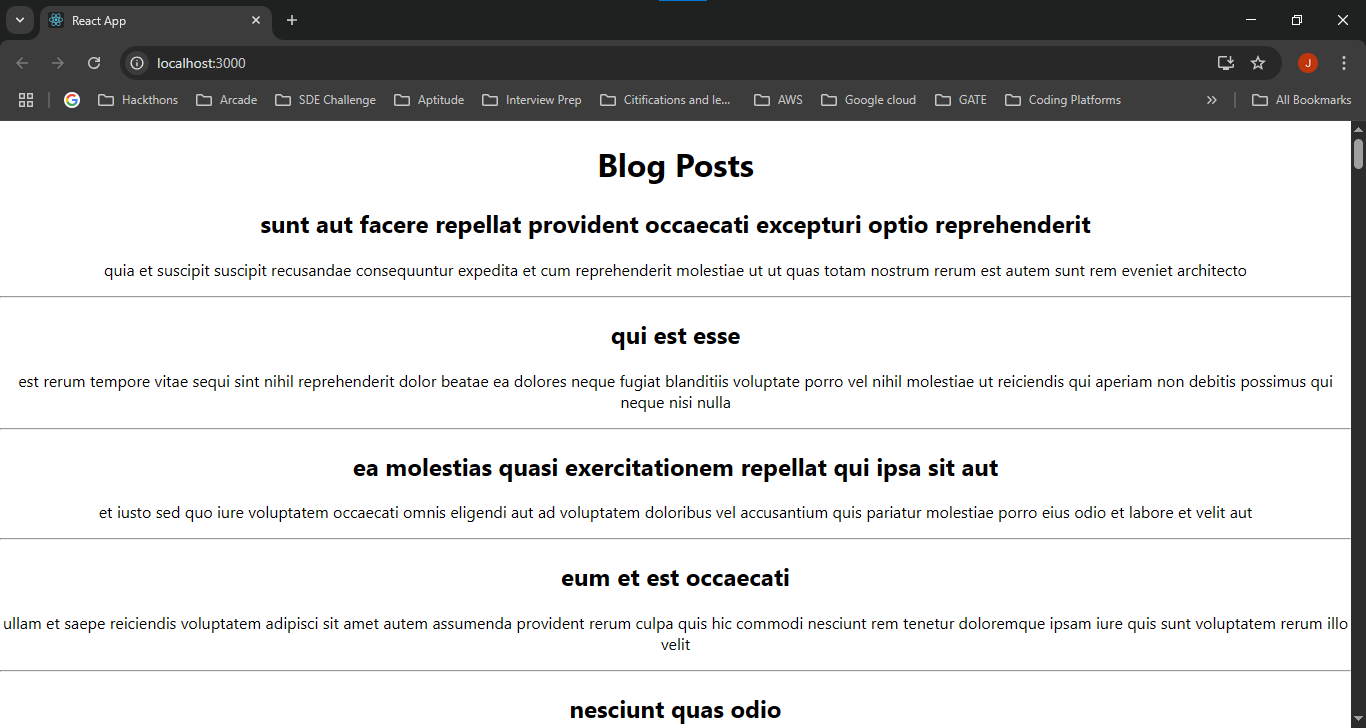 React App
localhost:3000
J
Hackthons
Arcade
SDE Challenge
Aptitude
Interview Prep
Citifications and le...
AWS
Google cloud
GATE
Coding Platforms
All Bookmarks
Blog Posts
sunt aut facere repellat provident occaecati excepturi optio reprehenderit
quia et suscipit suscipit recusandae consequuntur expedita et cum reprehenderit molestiae ut ut quas totam nostrum rerum est autem sunt rem eveniet architecto
qui est esse
est rerum tempore vitae sequi sint nihil reprehenderit dolor beatae ea dolores neque fugiat blanditiis voluptate porro vel nihil molestiae ut reiciendis qui aperiam non debitis possimus qui
neque nisi nulla
ea molestias quasi exercitationem repellat qui ipsa sit aut
et iusto sed quo iure voluptatem occaecati omnis eligendi aut ad voluptatem doloribus vel accusantium quis pariatur molestiae porro eius odio et labore et velit aut
eum et est occaecati
ullam et saepe reiciendis voluptatem adipisci sit amet autem assumenda provident rerum culpa quis hic commodi nesciunt rem tenetur doloremque ipsam iure quis sunt voluptatem rerum illo
velit
nesciunt quas odio